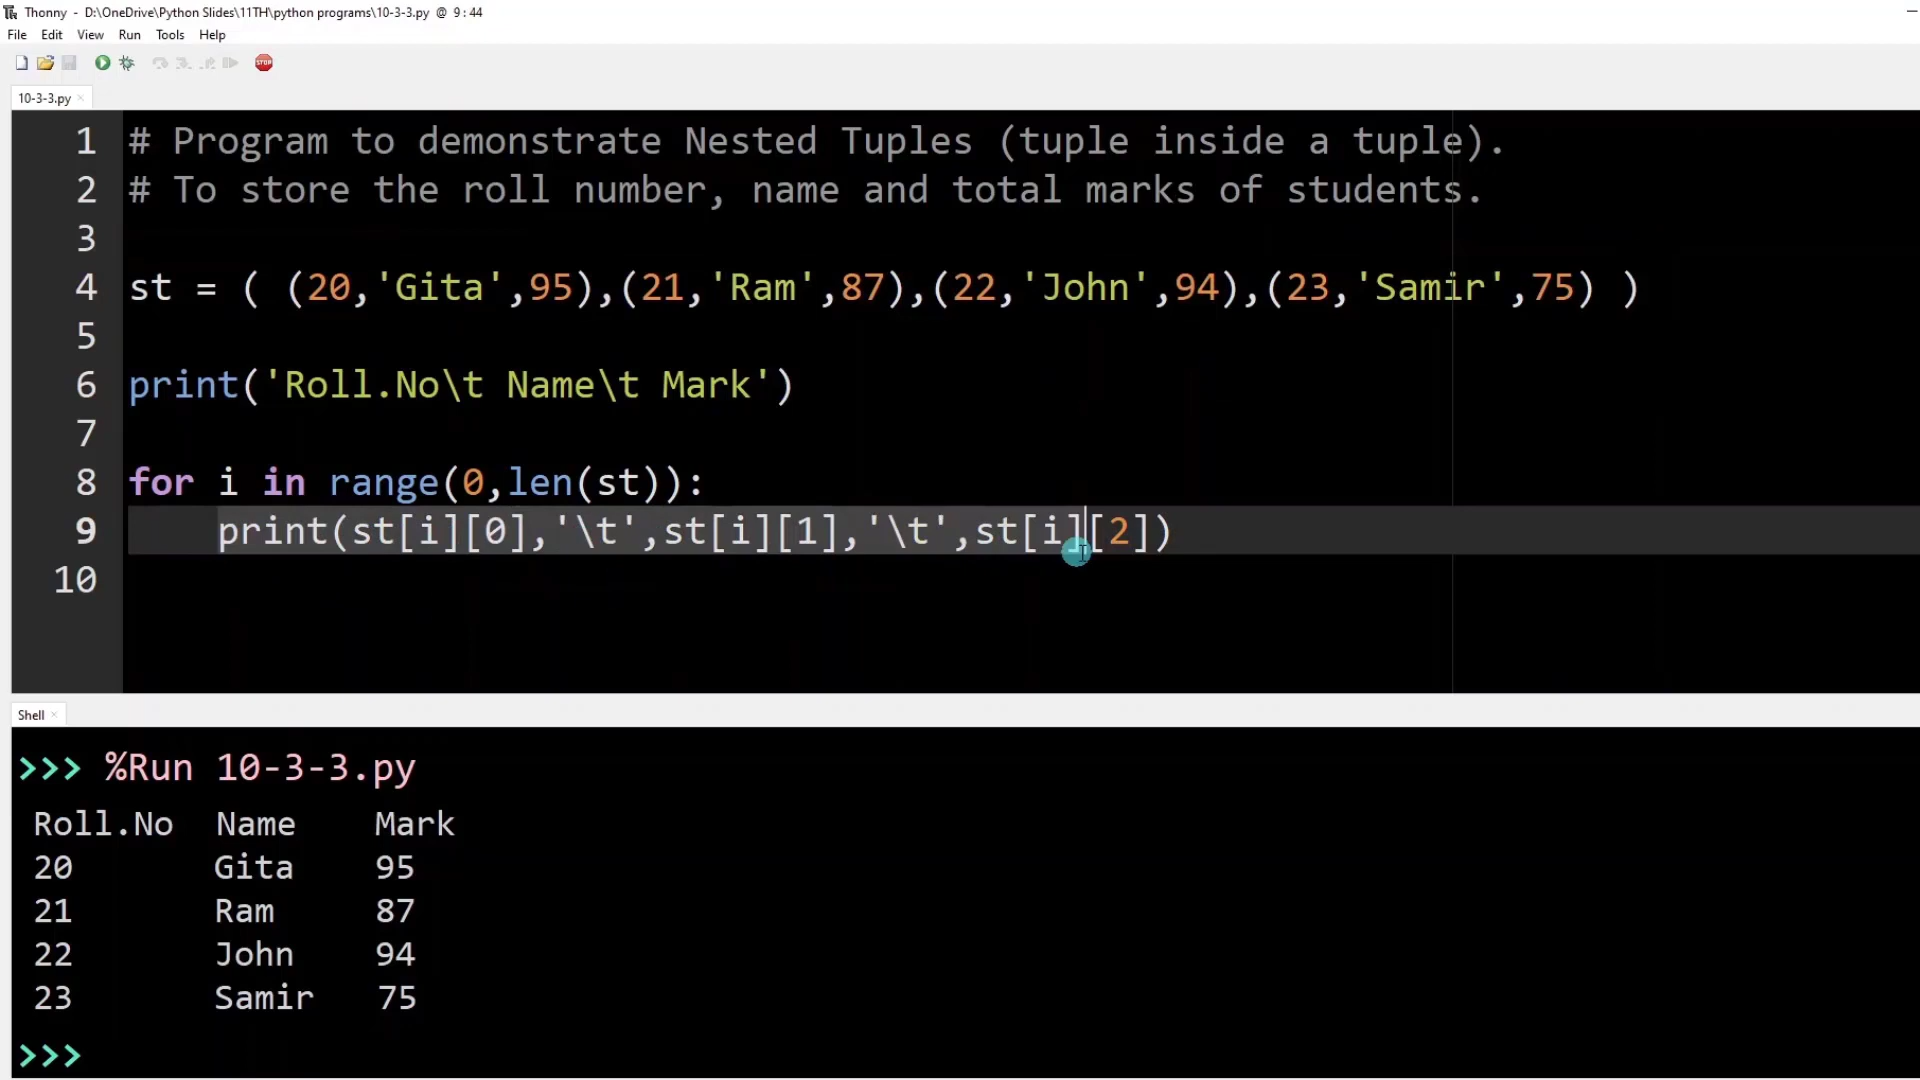 Thonny - D:\OneDrive\Python Slides\11TH\python programs\10-3-3.py @ 9 : 44
File Edit View Run Tools Help
STOP
10-3-3.py
1 # Program to demonstrate Nested Tuples (tuple inside a tuple).
2 # To store the roll number, name and total marks of students.
3
4 st = ( (20,'Gita',95),(21,'Ram',87),(22,'John',94),(23,'Samir',75) )
5
6 print('Roll.No\t Name\t Mark')
7
8 for i in range(0,len(st)):
9 print(st[i][0],'\t',st[i][1],'\t',st[i][2])
10
Shell
>>> %Run 10-3-3.py
Roll.No Name Mark
20 Gita 95
21 Ram 87
22 John 94
23 Samir 75
>>>